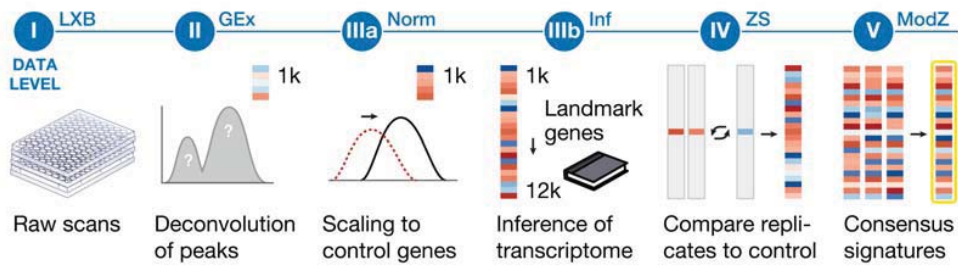 I LXB II GEx IIIa Norm IIIb Inf IV ZS V ModZ
DATA
LEVEL
1k
? ?
1k
1k
Landmark
genes
12k
Raw scans
Deconvolution
of peaks
Scaling to
control genes
Inference of
transcriptome
Compare repli-
cates to control
Consensus
signatures